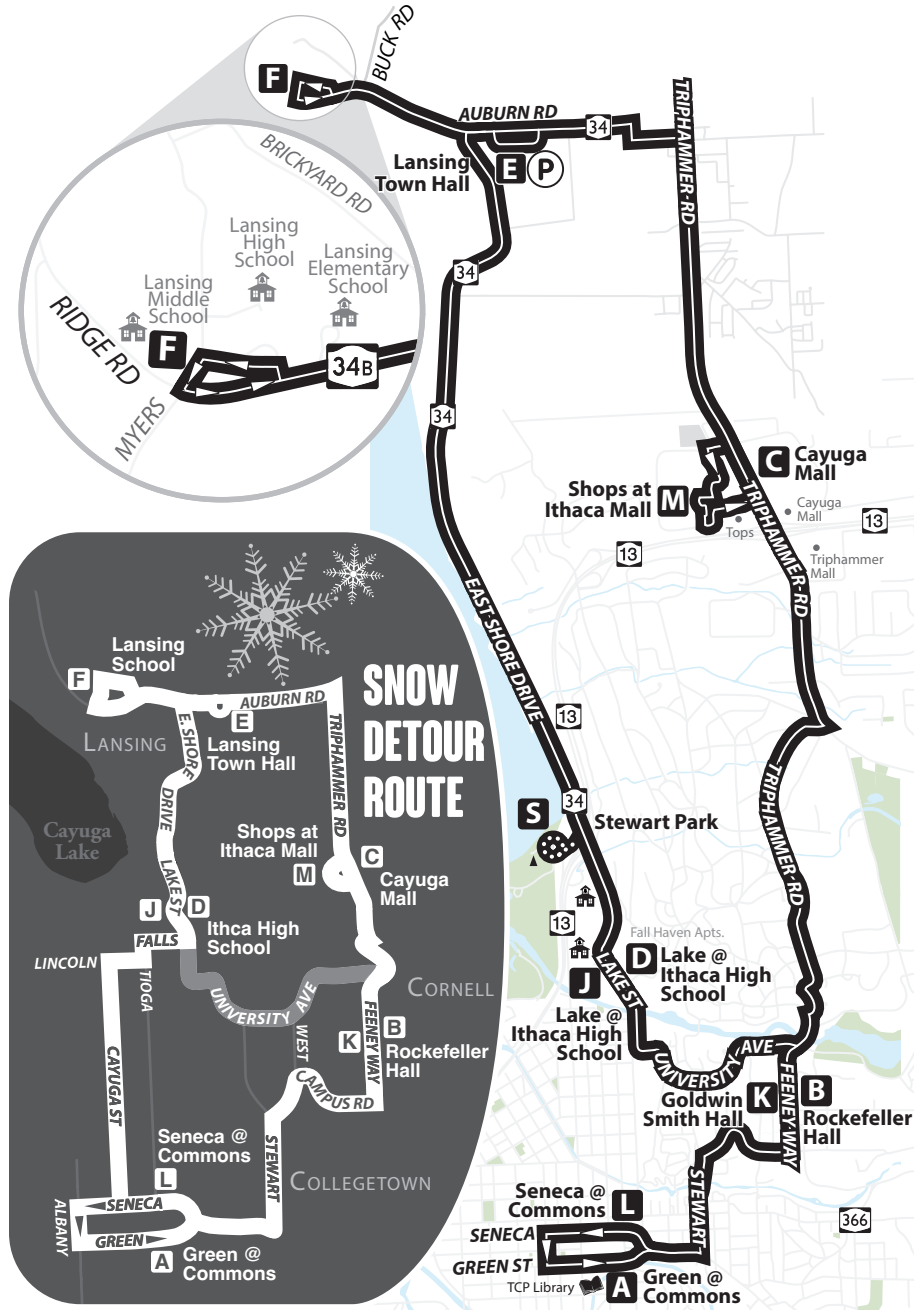 BUCK RD
F
AUBURN RD
34
TRIPHAMMER RD
Lansing
Town Hall
E
P
BRICKYARD RD
Lansing
High
School
Lansing
Elementary
School
Lansing
Middle
School
RIDGE RD
F
34B
MYERS
34
34
C
Cayuga
Mall
Shops at
Ithaca Mall
M
TRIPHAMMER RD
Cayuga
Mall
Tops
13
13
Triphammer
Mall
EAST SHORE DRIVE
13
34
S
Stewart Park
TRIPHAMMER RD
13
Fall Haven Apts.
D
Lake @
Ithaca High
School
LAKE ST
J
Lake @
Ithaca High
School
UNIVERSITY AVE
Goldwin
Smith Hall
K
B
Rockefeller
Hall
FEENEY WAY
STEWART
366
Seneca @
Commons
L
SENECA
GREEN ST
TCP Library
A
Green @
Commons
SNOW
DETOUR
ROUTE
Lansing
School
F
AUBURN RD
E
LANSING
E. SHORE
DRIVE
Lansing
Town Hall
TRIPHAMMER RD
Cayuga
Lake
Shops at
Ithaca Mall
M
C
Cayuga
Mall
LAKE ST
J
D
Ithca High
School
FALLS
LINCOLN
TIOGA
UNIVERSITY AVE
CORNELL
WEST
FEENEY WAY
K
B
Rockefeller
Hall
CAMPUS RD
CAYUGA ST
STEWART
Seneca @
Commons
L
COLLEGETOWN
ALBANY
SENECA
GREEN
A
Green @
Commons